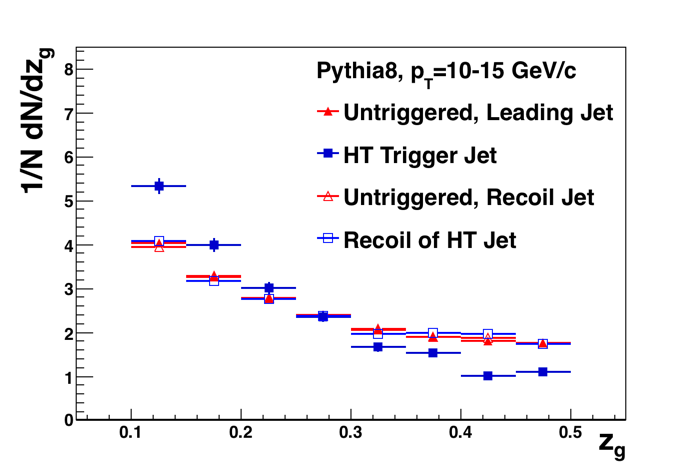 1/N dN/dz_g
8
7
6
5
4
3
2
1
0
Pythia8, p_T=10-15 GeV/c
Untriggered, Leading Jet
HT Trigger Jet
Untriggered, Recoil Jet
Recoil of HT Jet
0.1 0.2 0.3 0.4 0.5
z_g